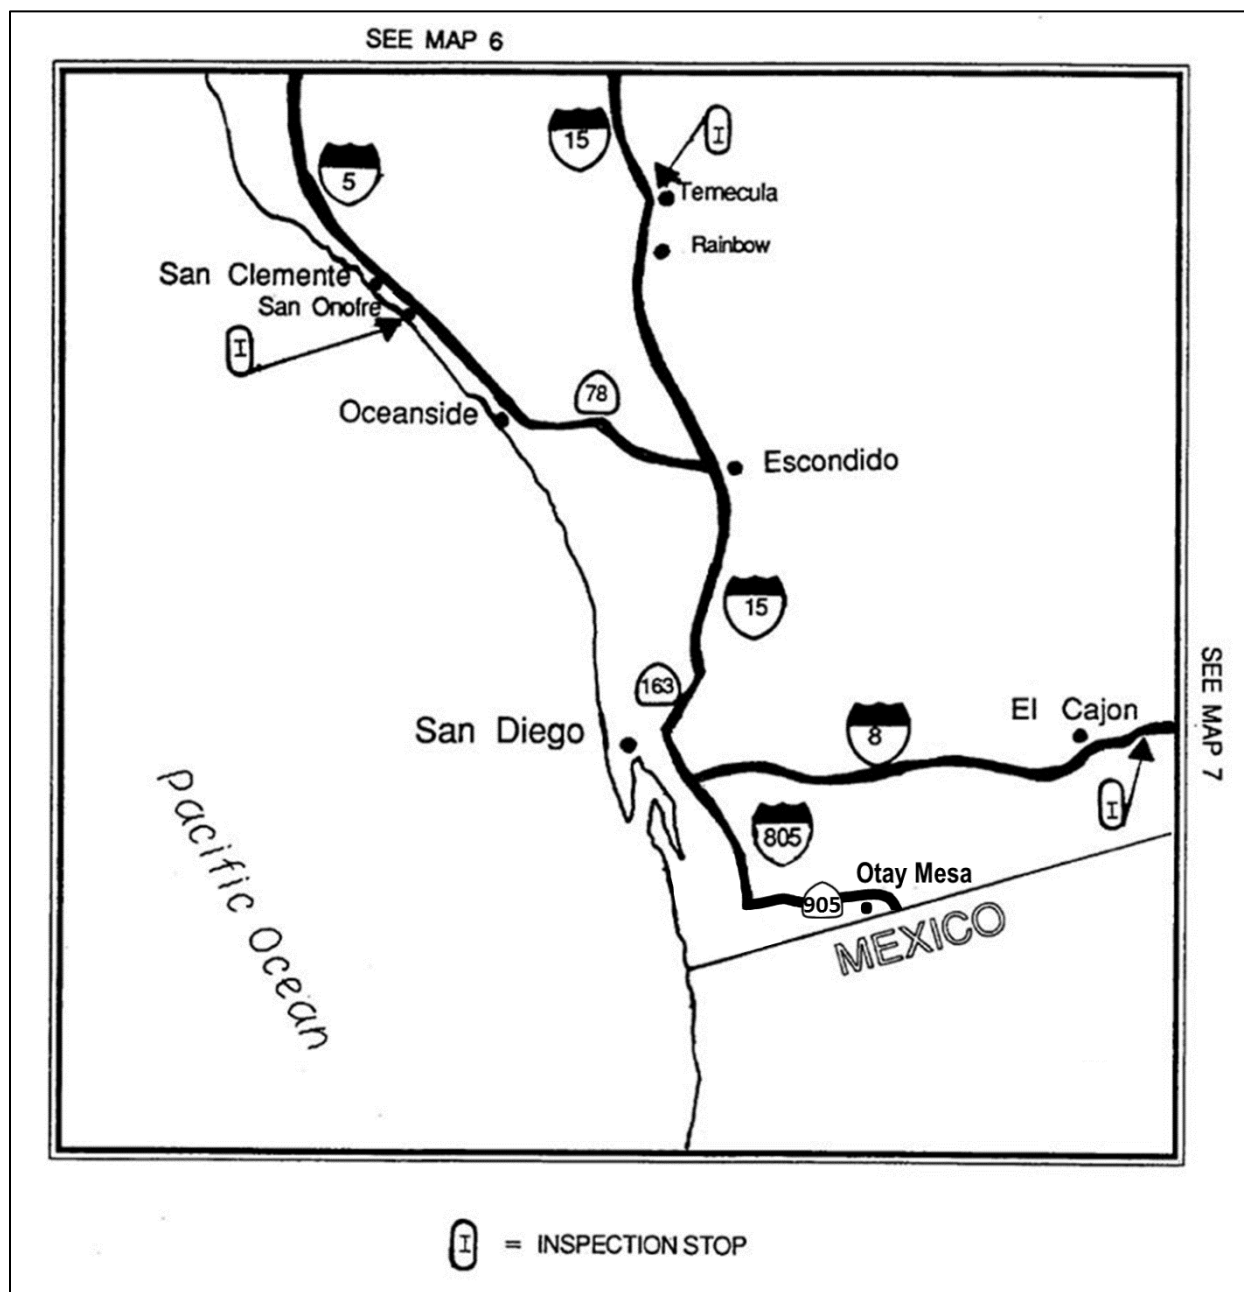 SEE MAP 6
15
I
5
Temecula
Rainbow
San Clemente
San Onofre
I
78
Oceanside
Escondido
15
SEE MAP 7
163
El Cajon
San Diego
8
I
805
Otay Mesa
905
MEXICO
pacific Ocean
I = INSPECTION STOP